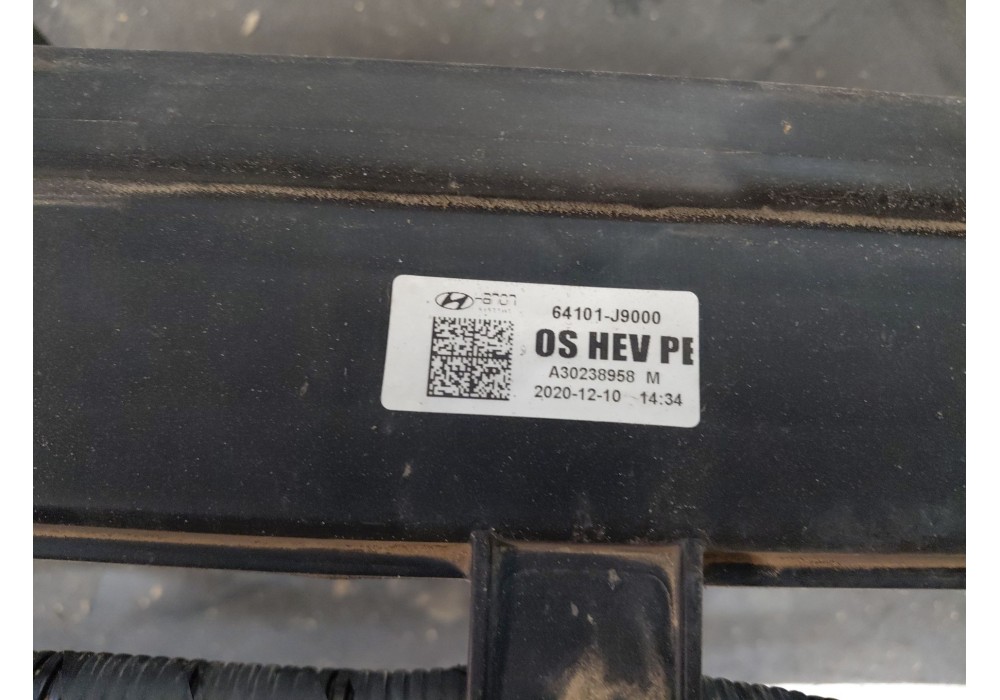 64101-J9000
OS HEV PE
A30238958 M
2020-12-10 14:34